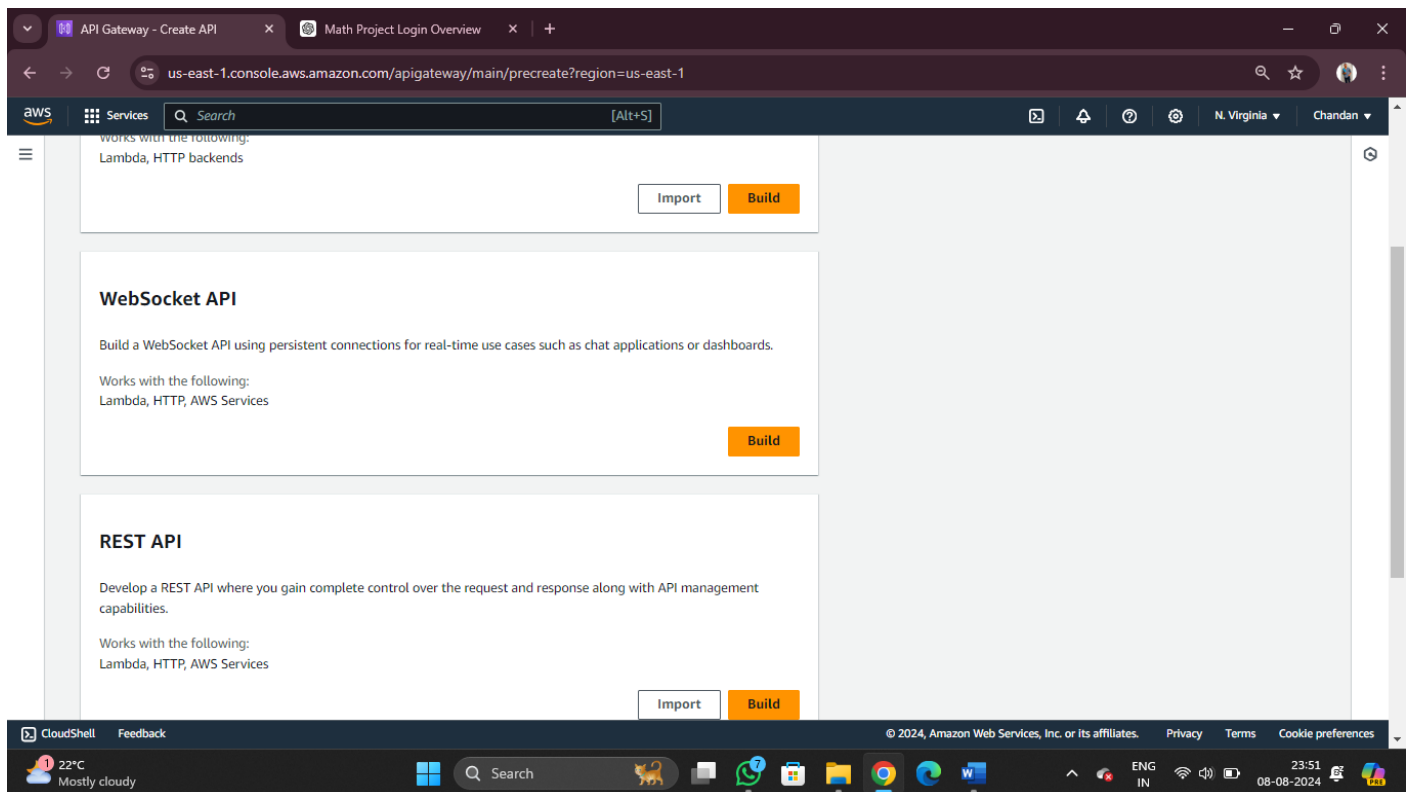 API Gateway - Create API
Math Project Login Overview
us-east-1.console.aws.amazon.com/apigateway/main/precreate?region=us-east-1
aws
Services
Search
[Alt+S]
N. Virginia
Chandan
Works with the following:
Lambda, HTTP backends
Import
Build
WebSocket API
Build a WebSocket API using persistent connections for real-time use cases such as chat applications or dashboards.
Works with the following:
Lambda, HTTP, AWS Services
Build
REST API
Develop a REST API where you gain complete control over the request and response along with API management
capabilities.
Works with the following:
Lambda, HTTP, AWS Services
Import
Build
CloudShell
Feedback
© 2024, Amazon Web Services, Inc. or its affiliates.
Privacy
Terms
Cookie preferences
1
22°C
Mostly cloudy
Search
7
W
ENG
IN
23:51
08-08-2024
PRE